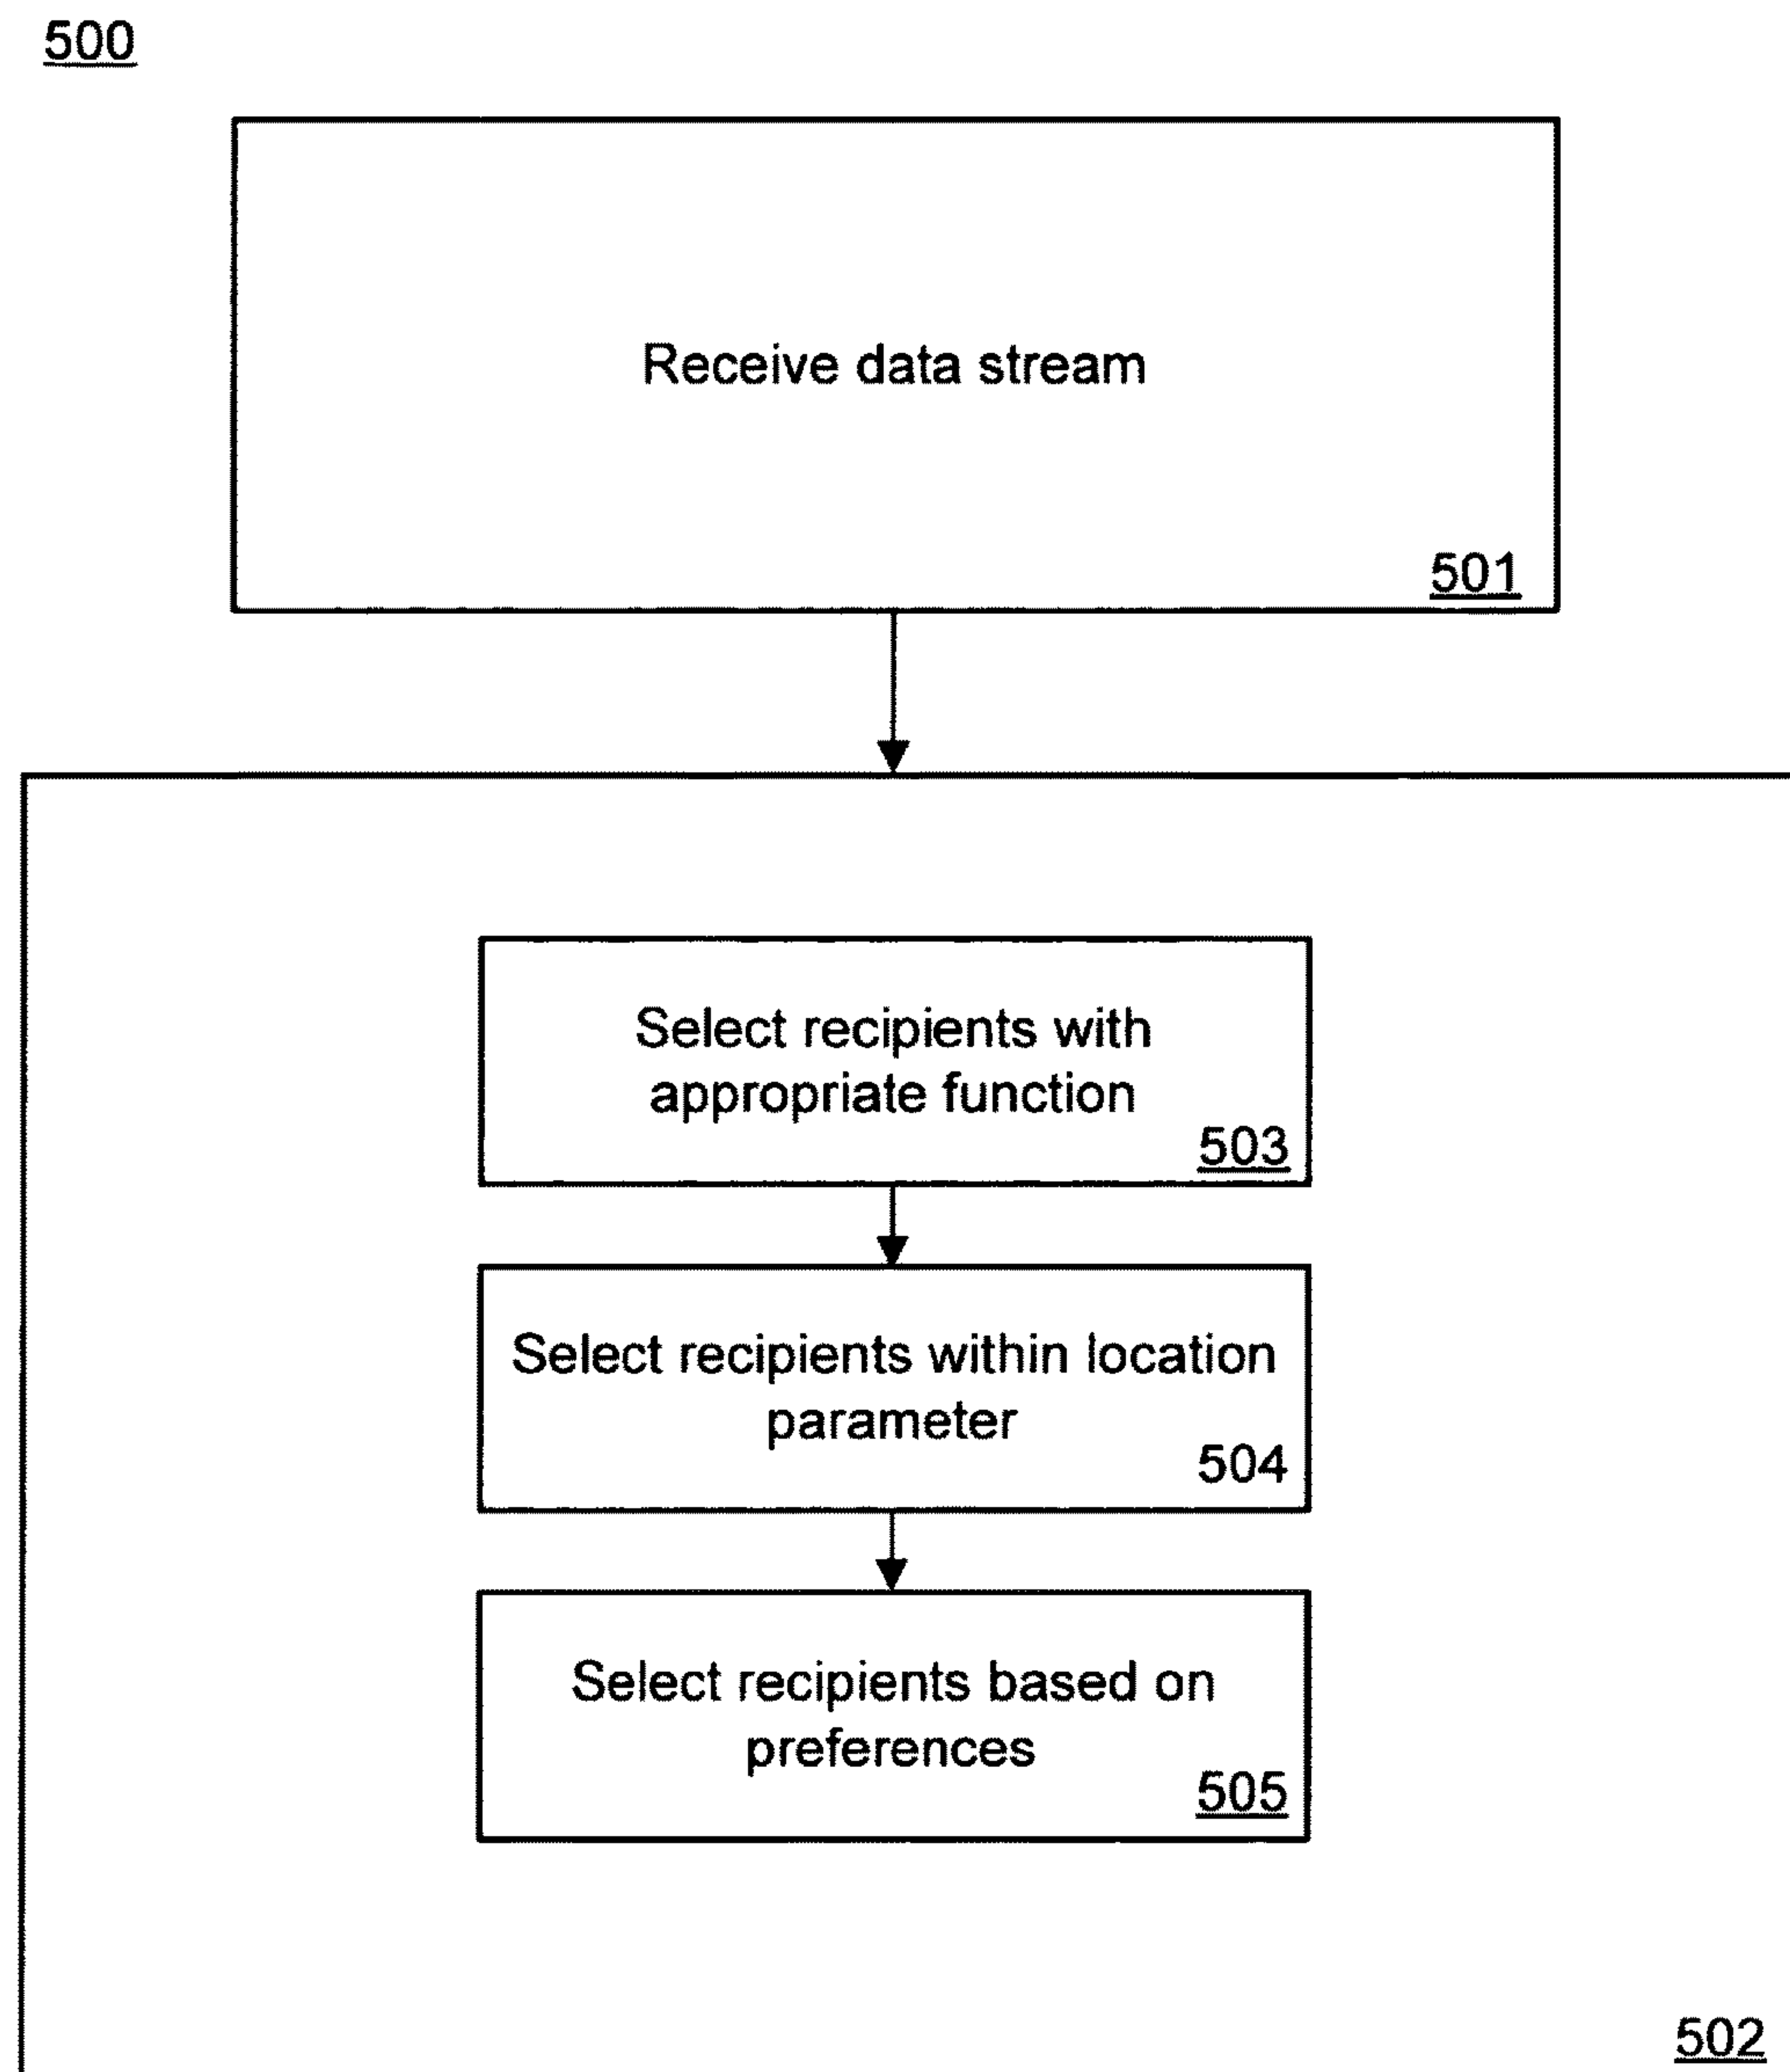 500
Receive data stream
501
Select recipients with
appropriate function
503
Select recipients within location
parameter
504
Select recipients based on
preferences
505
502